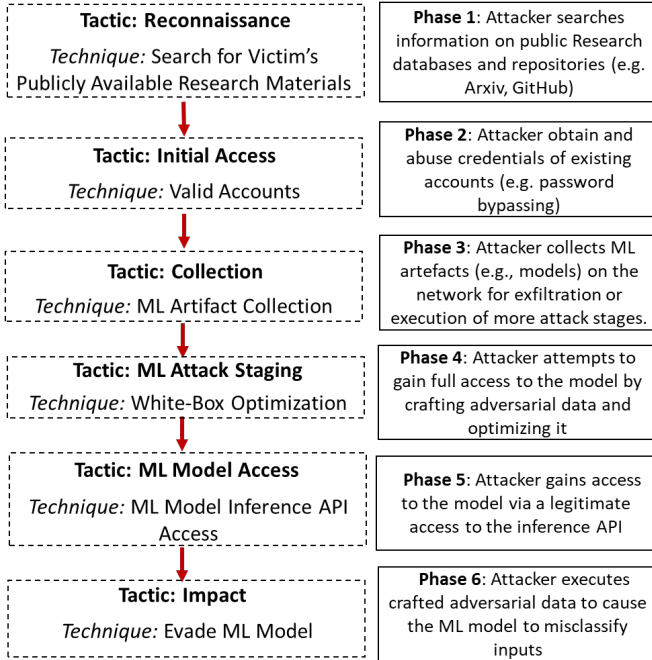 Tactic: Reconnaissance
Technique: Search for Victim's
Publicly Available Research Materials
Phase 1: Attacker searches
information on public Research
databases and repositories (e.g.
Arxiv, GitHub)
Tactic: Initial Access
Technique: Valid Accounts
Phase 2: Attacker obtain and
abuse credentials of existing
accounts (e.g. password
bypassing)
Tactic: Collection
Technique: ML Artifact Collection
Phase 3: Attacker collects ML
artefacts (e.g., models) on the
network for exfiltration or
execution of more attack stages.
Tactic: ML Attack Staging
Technique: White-Box Optimization
Phase 4: Attacker attempts to
gain full access to the model by
crafting adversarial data and
optimizing it
Tactic: ML Model Access
Technique: ML Model Inference API
Access
Phase 5: Attacker gains access
to the model via a legitimate
access to the inference API
Tactic: Impact
Technique: Evade ML Model
Phase 6: Attacker executes
crafted adversarial data to cause
the ML model to misclassify
inputs